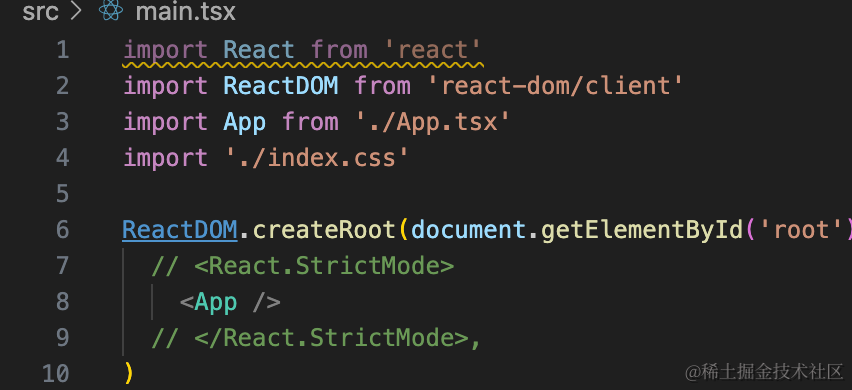 src > main.tsx
1 import React from 'react'
2 import ReactDOM from 'react-dom/client'
3 import App from './App.tsx'
4 import './index.css'
5
6 ReactDOM.createRoot(document.getElementById('root')
7 // <React.StrictMode>
8 <App />
9 // </React.StrictMode>,
10 )
@稀土掘金技术社区